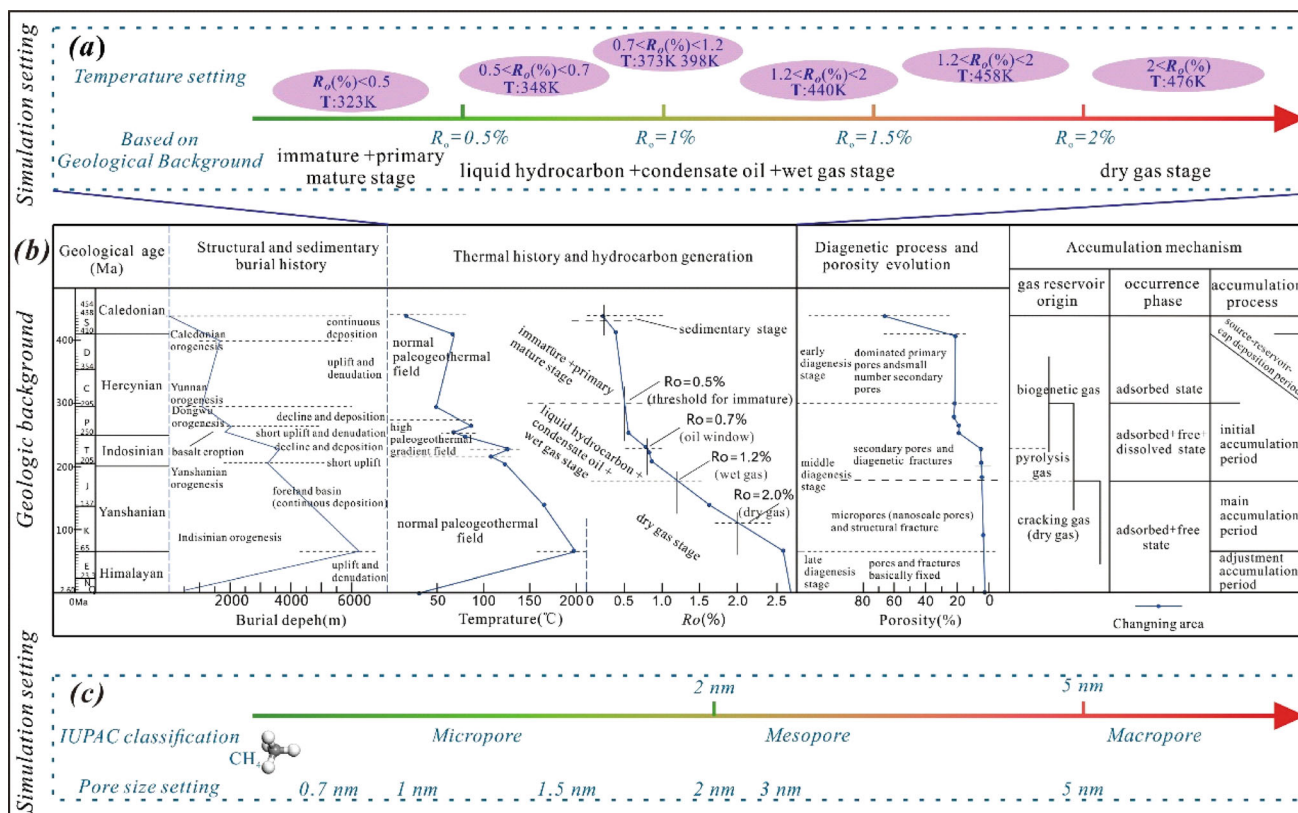 Simulation setting
(a)
Temperature setting
Ro(%)<0.5
T:323K
0.5<Ro(%)<0.7
T:348K
0.7<Ro(%)<1.2
T:373K 398K
1.2<Ro(%)<2
T:440K
1.2<Ro(%)<2
T:458K
2<Ro(%)
T:476K
Based on
Geological Background
Ro=0.5%
Ro=1%
Ro=1.5%
Ro=2%
immature +primary
mature stage
liquid hydrocarbon +condensate oil +wet gas stage
dry gas stage
Geologic background
(b)
Geological age
(Ma)
Structural and sedimentary
burial history
Thermal history and hydrocarbon generation
Diagenetic process and
porosity evolution
Accumulation mechanism
gas reservoir
origin
occurrence
phase
accumulation
process
454
438
S
410
400
D
354
C
300
295
P
250
T
205
200
J
137
100
K
65
E
N
0Ma
Caledonian
Hercynian
Indosinian
Yanshanian
Himalayan
Caledonian
orogenesis
Yunnan
orogenesis
Dongwu
orogenesis
basalt eroption
Yanshanian
orogenesis
Indisinian orogenesis
continuous
deposition
uplift and
denudation
decline and deposition
short uplift and denudation
decline and deposition
short uplift
foreland basin
(continuous deposition)
uplift and
denudation
2000 4000 6000
Burial depeh(m)
normal paleogeothermal
field
high
paleogeothermal
gradient field
normal paleogeothermal
field
50 100 150 200
Temprature(℃)
sedimentary stage
immature +primary
mature stage
Ro=0.5%
(threshold for immature)
Ro=0.7%
(oil window)
liquid hydrocarbon +
condensate oil +
wet gas stage
Ro=1.2%
(wet gas)
Ro=2.0%
(dry gas)
dry gas stage
0 0.5 1.0 1.5 2.0 2.5
Ro(%)
early diagenesis
stage
dominated primary
pores andsmall
number secondary
pores
middle
diagenesis
stage
secondary pores and
diagenetic fractures
micropores (nanoscale pores)
and structural fracture
late
diagenesis
stage
pores and fractures
basically fixed
80 60 40 20 0
Porosity(%)
biogenetic gas
pyrolysis
gas
cracking gas
(dry gas)
adsorbed state
adsorbed+free+
dissolved state
adsorbed+free
state
source-reservoir-
cap deposition period
initial
accumulation
period
main
accumulation
period
adjustment
accumulation
period
Changning area
Simulation setting
(c)
2 nm
5 nm
IUPAC classification
Micropore
Mesopore
Macropore
CH4
Pore size setting
0.7 nm
1 nm
1.5 nm
2 nm
3 nm
5 nm